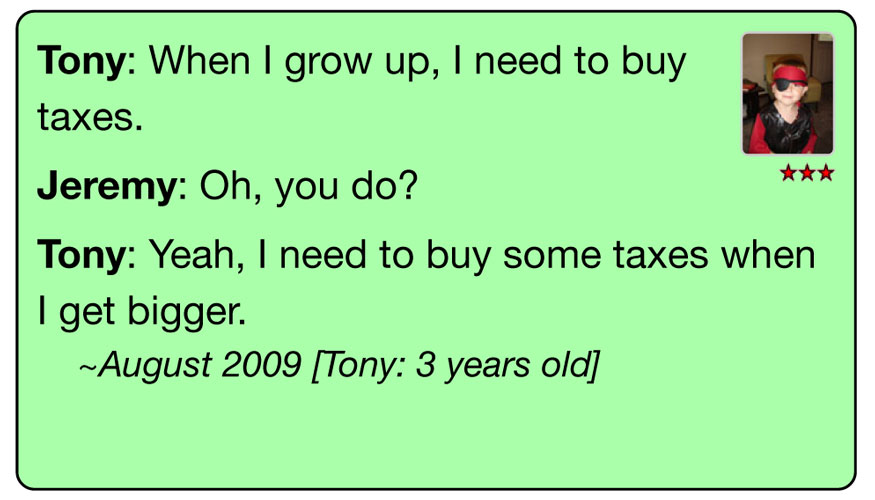 Tony: When I grow up, I need to buy
taxes.
Jeremy: Oh, you do?
Tony: Yeah, I need to buy some taxes when
I get bigger.
~August 2009 [Tony: 3 years old]